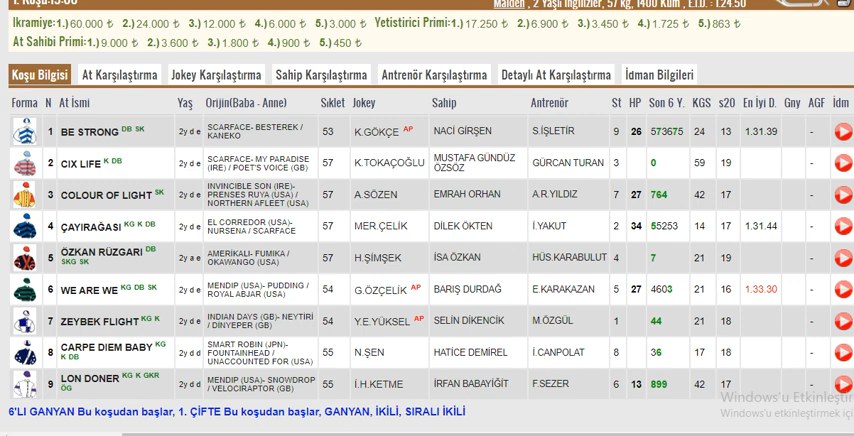 1. Koşu:15:00
Maiden , 2 Yaşlı İngilizler, 57 kg, 1400 Kum , E.İ.D. : 1.24.50
Ikramiye:1.) 60.000 ₺ 2.) 24.000 ₺ 3.) 12.000 ₺ 4.) 6.000 ₺ 5.) 3.000 ₺ Yetistirici Primi:1.) 17.250 ₺ 2.) 6.900 ₺ 3.) 3.450 ₺ 4.) 1.725 ₺ 5.) 863 ₺
At Sahibi Primi:1.) 9.000 ₺ 2.) 3.600 ₺ 3.) 1.800 ₺ 4.) 900 ₺ 5.) 450 ₺
Koşu Bilgisi At Karşılaştırma Jokey Karşılaştırma Sahip Karşılaştırma Antrenör Karşılaştırma Detaylı At Karşılaştırma İdman Bilgileri
Forma N At İsmi Yaş Orijin(Baba - Anne) Sıklet Jokey Sahip Antrenör St HP Son 6 Y. KGS s20 En İyi D. Gny AGF İdm
1 BE STRONG DB SK 2y d e SCARFACE- BESTEREK / KANEKO 53 K.GÖKÇE AP NACİ GİRŞEN S.İŞLETİR 9 26 573675 24 13 1.31.39 -
2 CIX LIFE K DB 2y d e SCARFACE- MY PARADISE (IRE) / POET'S VOICE (GB) 57 K.TOKAÇOĞLU MUSTAFA GÜNDÜZ ÖZSÖZ GÜRCAN TURAN 3 0 59 19 -
3 COLOUR OF LIGHT SK 2y d e INVINCIBLE SON (IRE)- PRENSES RUYA (USA) / NORTHERN AFLEET (USA) 57 A.SÖZEN EMRAH ORHAN A.R.YILDIZ 7 27 764 42 17 -
4 ÇAYIRAĞASI KG K DB 2y d e EL CORREDOR (USA)- NURSENA / SCARFACE 57 MER.ÇELİK DİLEK ÖKTEN İ.YAKUT 2 34 55253 14 17 1.31.44 -
5 ÖZKAN RÜZGARI DB SKG SK 2y a e AMERİKALI- FUMIKA / OKAWANGO (USA) 57 H.ŞİMŞEK İSA ÖZKAN HÜS.KARABULUT 4 7 21 19 -
6 WE ARE WE KG DB SK 2y d e MENDIP (USA)- PUDDING / ROYAL ABJAR (USA) 54 G.ÖZÇELİK AP BARIŞ DURDAĞ E.KARAKAZAN 5 27 4603 21 16 1.33.30 -
7 ZEYBEK FLIGHT KG K 2y d e INDIAN DAYS (GB)- NEYTİRİ / DINYEPER (GB) 54 Y.E.YÜKSEL AP SELİN DİKENCİK M.ÖZGÜL 1 44 21 18 -
8 CARPE DIEM BABY KG K DB 2y d d SMART ROBIN (JPN)- FOUNTAINHEAD / UNACCOUNTED FOR (USA) 55 N.ŞEN HATİCE DEMİREL İ.CANPOLAT 8 36 17 20 -
9 LON DONER KG K GKR ÖG 2y d d MENDIP (USA)- SNOWDROP / VELOCIRAPTOR (GB) 55 İ.H.KETME İRFAN BABAYİĞİT F.SEZER 6 13 899 42 17 -
6'LI GANYAN Bu koşudan başlar, 1. ÇİFTE Bu koşudan başlar, GANYAN, İKİLİ, SIRALI İKİLİ
Windows'u Etkinleştir
Windows'u etkinleştirmek içi